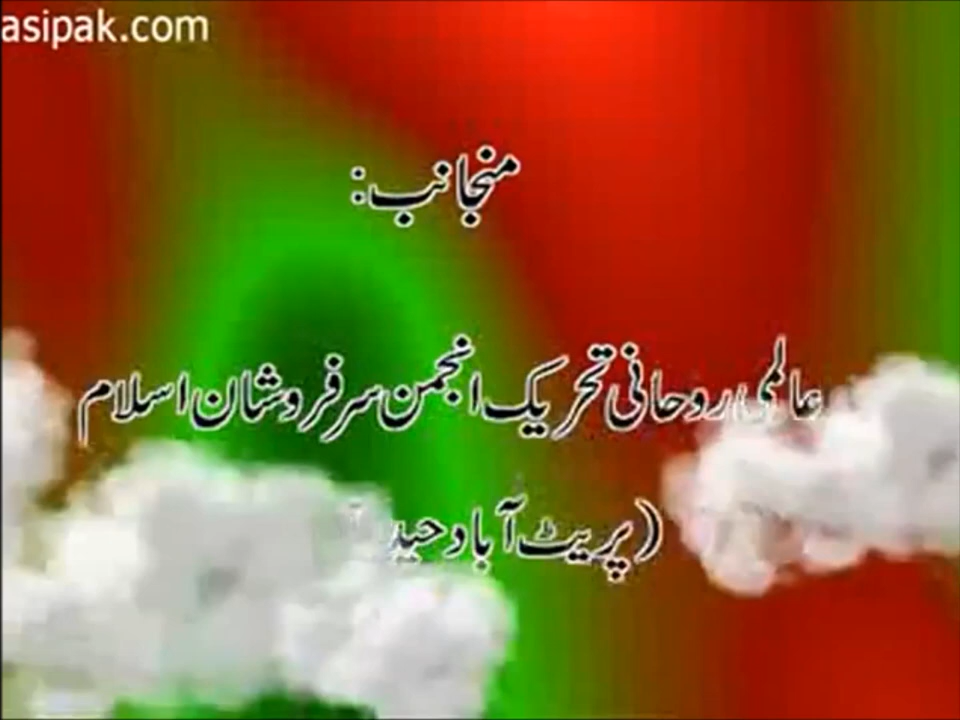 asipak.com
منجانب:
عالمی روحانی تحریک انجمن سرفروشان اسلام
(پریٹ آباد حید